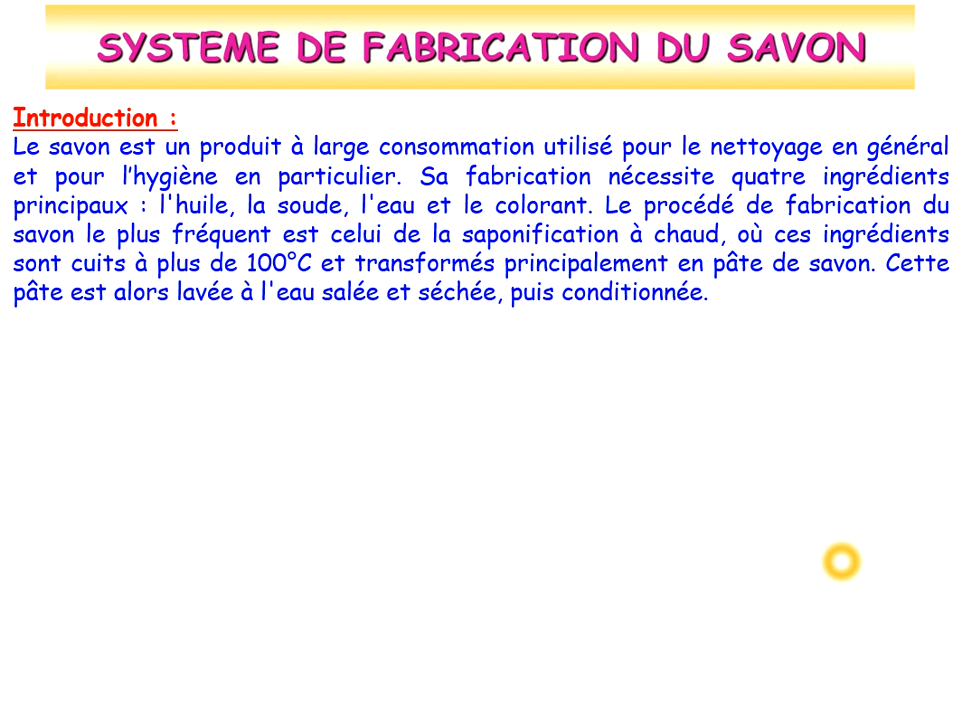 SYSTEME DE FABRICATION DU SAVON
Introduction :
Le savon est un produit à large consommation utilisé pour le nettoyage en général
et pour l’hygiène en particulier. Sa fabrication nécessite quatre ingrédients
principaux : l'huile, la soude, l'eau et le colorant. Le procédé de fabrication du
savon le plus fréquent est celui de la saponification à chaud, où ces ingrédients
sont cuits à plus de 100°C et transformés principalement en pâte de savon. Cette
pâte est alors lavée à l'eau salée et séchée, puis conditionnée.